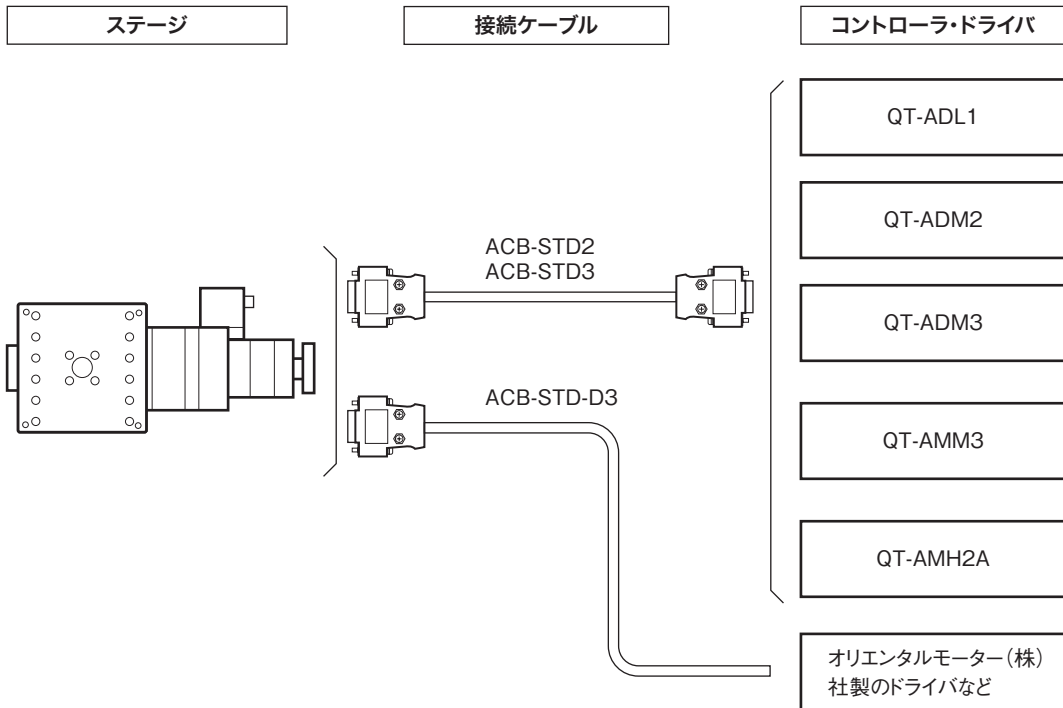 ステージ
接続ケーブル
コントローラ・ドライバ
QT-ADL1
QT-ADM2
ACB-STD2
ACB-STD3
QT-ADM3
ACB-STD-D3
QT-AMM3
QT-AMH2A
オリエンタルモーター(株)
社製のドライバなど